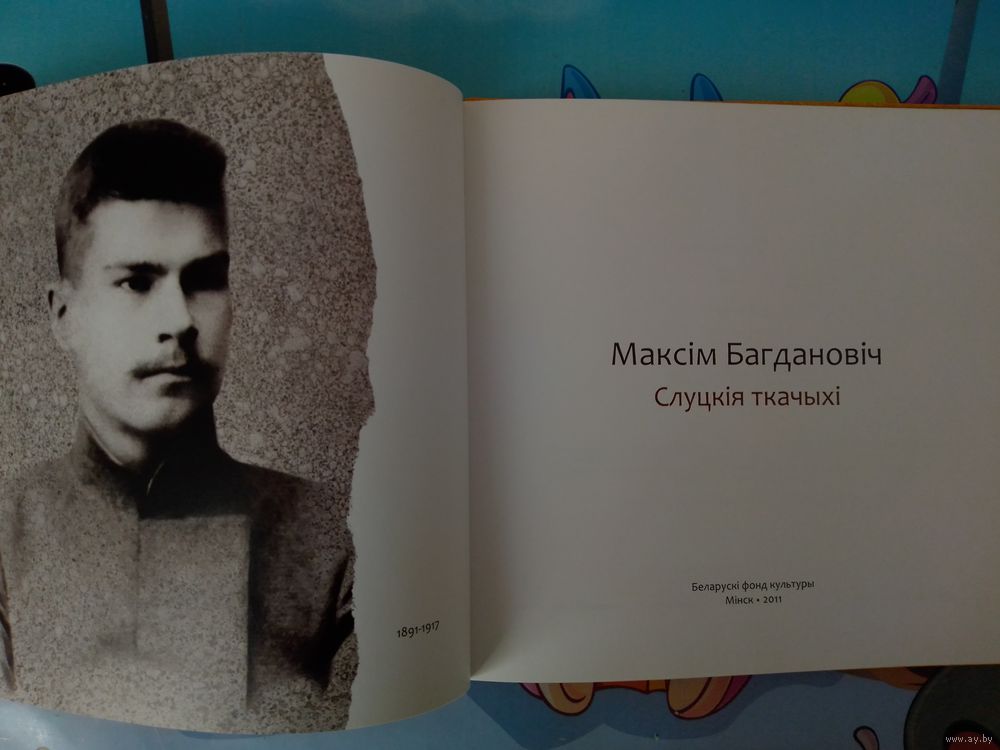 1891-1917
Максім Багдановіч
Слуцкія ткачыхі
Беларускі фонд культуры
Мінск • 2011
www.ay.by